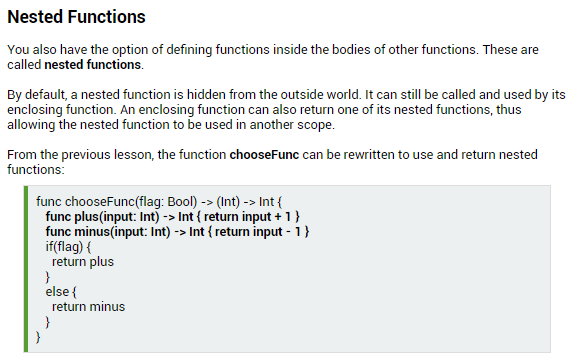 Nested Functions
You also have the option of defining functions inside the bodies of other functions. These are
called nested functions.
By default, a nested function is hidden from the outside world. It can still be called and used by its
enclosing function. An enclosing function can also return one of its nested functions, thus
allowing the nested function to be used in another scope.
From the previous lesson, the function chooseFunc can be rewritten to use and return nested
functions:
func chooseFunc(flag: Bool) -> (Int) -> Int {
func plus(input: Int) -> Int { return input + 1 }
func minus(input: Int) -> Int { return input - 1 }
if(flag) {
return plus
}
else {
return minus
}
}